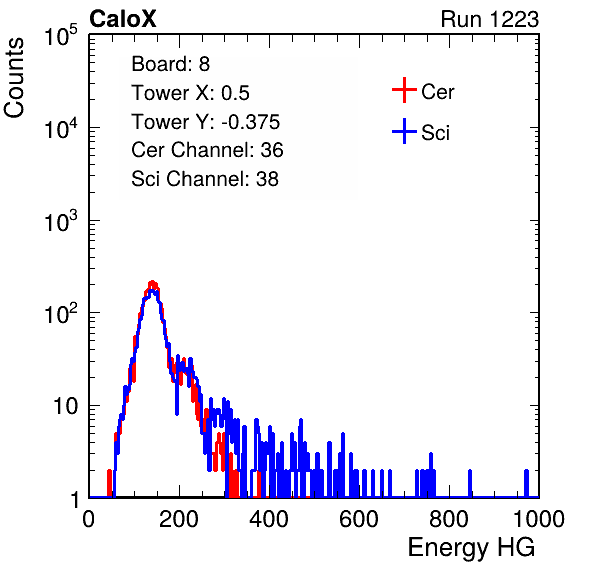 CaloX Run 1223
Counts
Board: 8
Tower X: 0.5
Tower Y: -0.375
Cer Channel: 36
Sci Channel: 38
Cer
Sci
10^5
10^4
10^3
10^2
10
1
0 200 400 600 800 1000
Energy HG